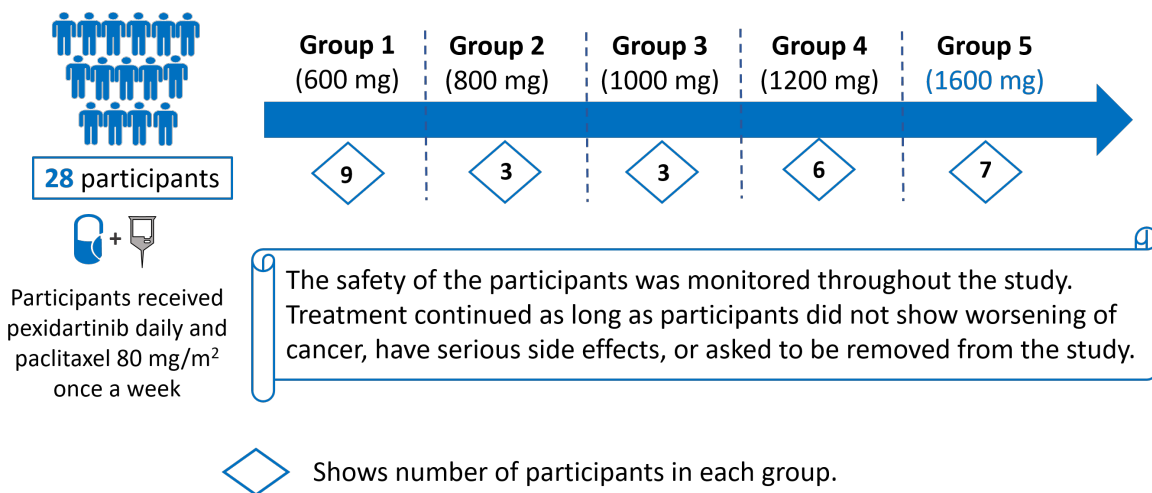 Group 1
(600 mg)
Group 2
(800 mg)
Group 3
(1000 mg)
Group 4
(1200 mg)
Group 5
(1600 mg)
9
3
3
6
7
28 participants
+
Participants received
pexidartinib daily and
paclitaxel 80 mg/m²
once a week
The safety of the participants was monitored throughout the study.
Treatment continued as long as participants did not show worsening of
cancer, have serious side effects, or asked to be removed from the study.
Shows number of participants in each group.